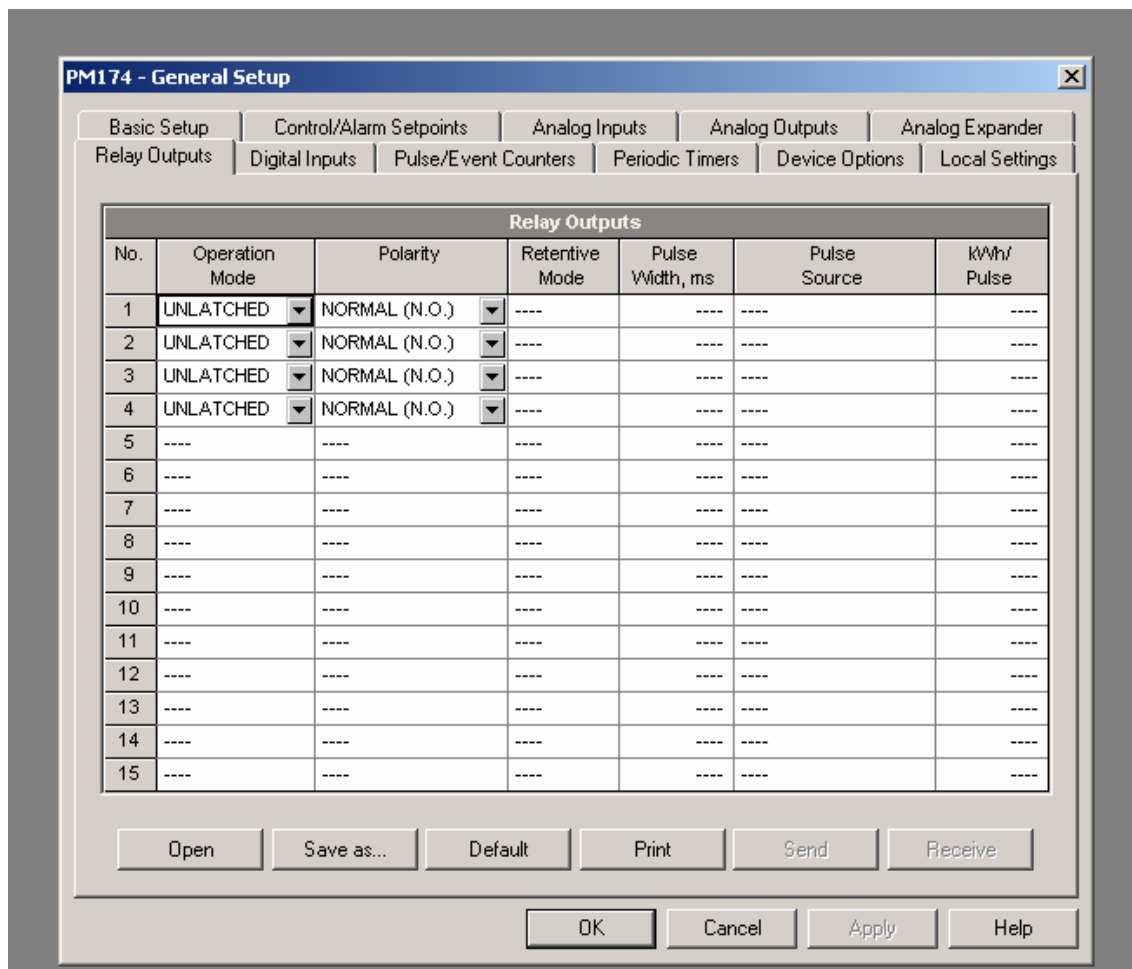 PM174 - General Setup
Basic Setup Control/Alarm Setpoints Analog Inputs Analog Outputs Analog Expander
Relay Outputs Digital Inputs Pulse/Event Counters Periodic Timers Device Options Local Settings
Relay Outputs
No. Operation Mode Polarity Retentive Mode Pulse Width, ms Pulse Source kWh/ Pulse
1 UNLATCHED NORMAL (N.O.) ---- ---- ---- ----
2 UNLATCHED NORMAL (N.O.) ---- ---- ---- ----
3 UNLATCHED NORMAL (N.O.) ---- ---- ---- ----
4 UNLATCHED NORMAL (N.O.) ---- ---- ---- ----
5 ---- ---- ---- ---- ---- ----
6 ---- ---- ---- ---- ---- ----
7 ---- ---- ---- ---- ---- ----
8 ---- ---- ---- ---- ---- ----
9 ---- ---- ---- ---- ---- ----
10 ---- ---- ---- ---- ---- ----
11 ---- ---- ---- ---- ---- ----
12 ---- ---- ---- ---- ---- ----
13 ---- ---- ---- ---- ---- ----
14 ---- ---- ---- ---- ---- ----
15 ---- ---- ---- ---- ---- ----
Open Save as... Default Print Send Receive
OK Cancel Apply Help